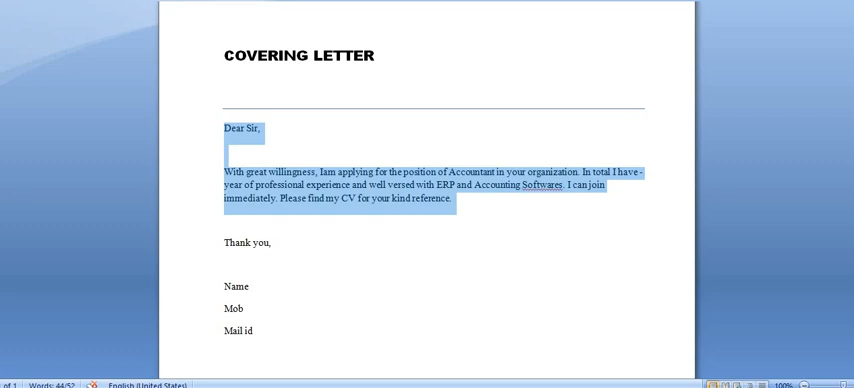 COVERING LETTER
Dear Sir,
With great willingness, Iam applying for the position of Accountant in your organization. In total I have -
year of professional experience and well versed with ERP and Accounting Softwares. I can join
immediately. Please find my CV for your kind reference.
Thank you,
Name
Mob
Mail id
of 1 Words: 44/52 English (United States) 100%